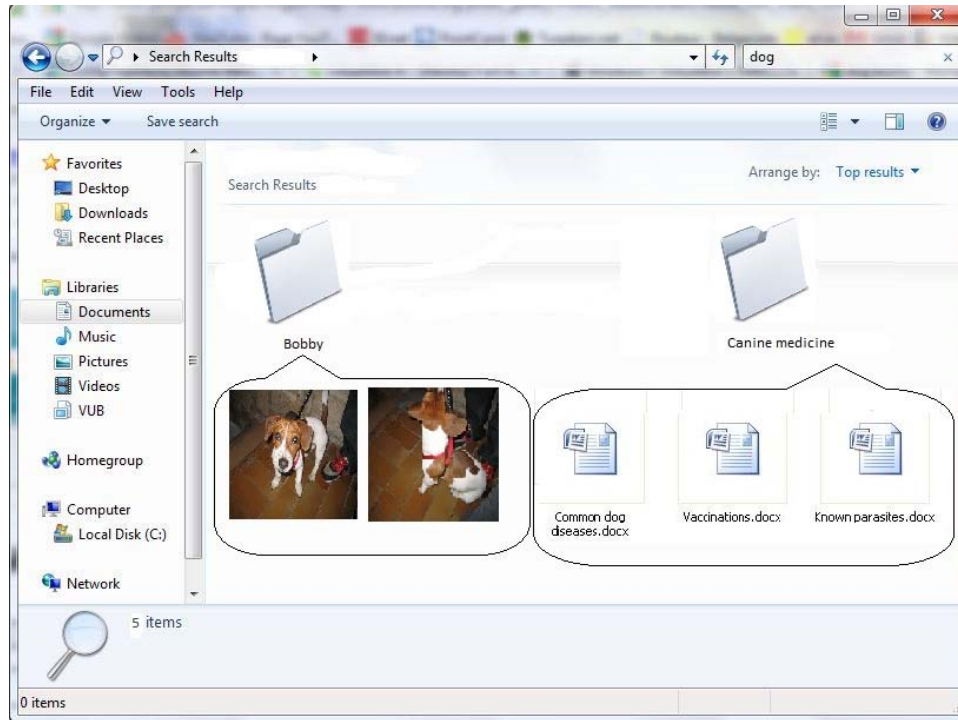 Search Results
dog
File Edit View Tools Help
Organize Save search
Favorites
Desktop
Downloads
Recent Places
Libraries
Documents
Music
Pictures
Videos
VUB
Homegroup
Computer
Local Disk (C:)
Network
Search Results
Arrange by: Top results
Bobby
Canine medicine
Common dog
diseases.docx
Vaccinations.docx
Known parasites.docx
5 items
0 items